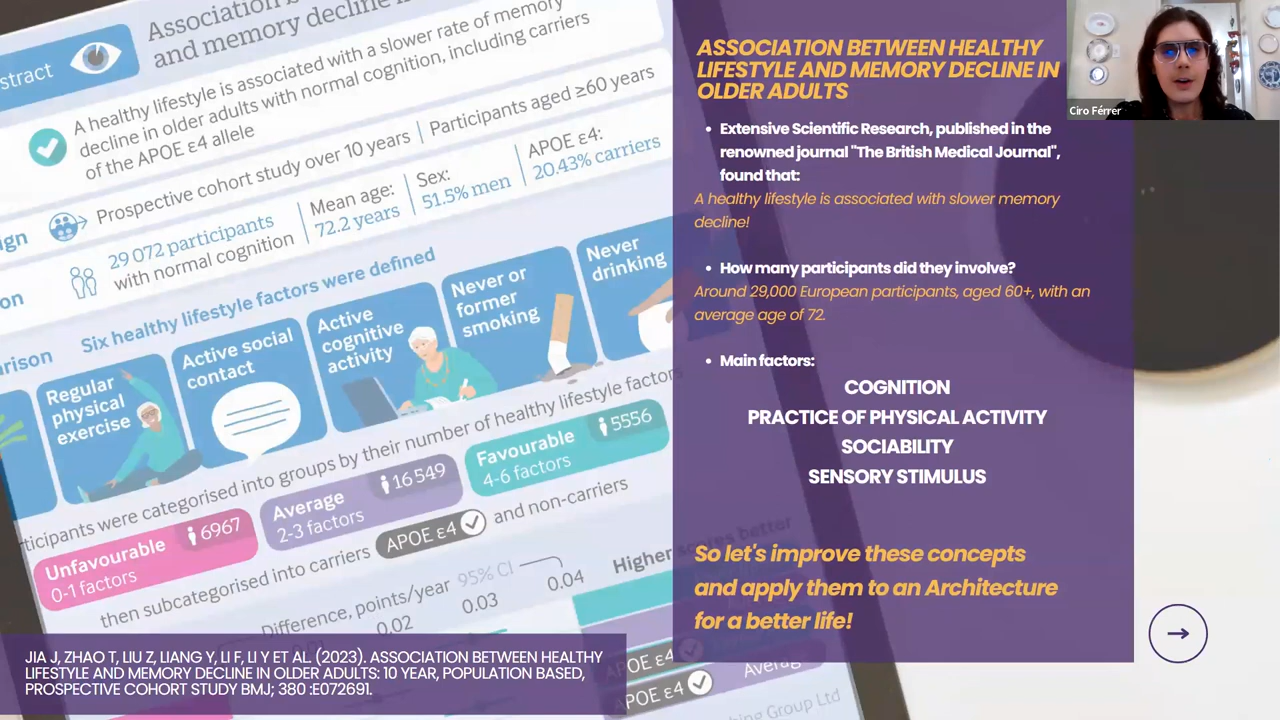 stract
Association
and memory decline
A healthy lifestyle is associated with a slower rate of memory
decline in older adults with normal cognition, including carriers
of the APOE ε4 allele
Prospective cohort study over 10 years | Participants aged ≥60 years
29 072 participants
with normal cognition
Mean age:
72.2 years
Sex:
51.5% men
APOE ε4:
20.43% carriers
Six healthy lifestyle factors were defined
Regular
physical
exercise
Active social
contact
Active
cognitive
activity
Never or
former
smoking
Never
drinking
ticipants were categorised into groups by their number of healthy lifestyle factors
Unfavourable
6967
0-1 factors
Average
16 549
2-3 factors
Favourable
5556
4-6 factors
then subcategorised into carriers APOE ε4 and non-carriers
Difference, points/year 95% CI
0.02
0.03
0.04
Higher scores better
APOE ε4
Average
APOE ε4
ing Group Ltd
JIA J, ZHAO T, LIU Z, LIANG Y, LI F, LI Y ET AL. (2023). ASSOCIATION BETWEEN HEALTHY
LIFESTYLE AND MEMORY DECLINE IN OLDER ADULTS: 10 YEAR, POPULATION BASED,
PROSPECTIVE COHORT STUDY BMJ; 380 :E072691.
ASSOCIATION BETWEEN HEALTHY
LIFESTYLE AND MEMORY DECLINE IN
OLDER ADULTS
• Extensive Scientific Research, published in the
renowned journal "The British Medical Journal",
found that:
A healthy lifestyle is associated with slower memory
decline!
• How many participants did they involve?
Around 29,000 European participants, aged 60+, with an
average age of 72.
• Main factors:
COGNITION
PRACTICE OF PHYSICAL ACTIVITY
SOCIABILITY
SENSORY STIMULUS
So let's improve these concepts
and apply them to an Architecture
for a better life!
Ciro Férrer